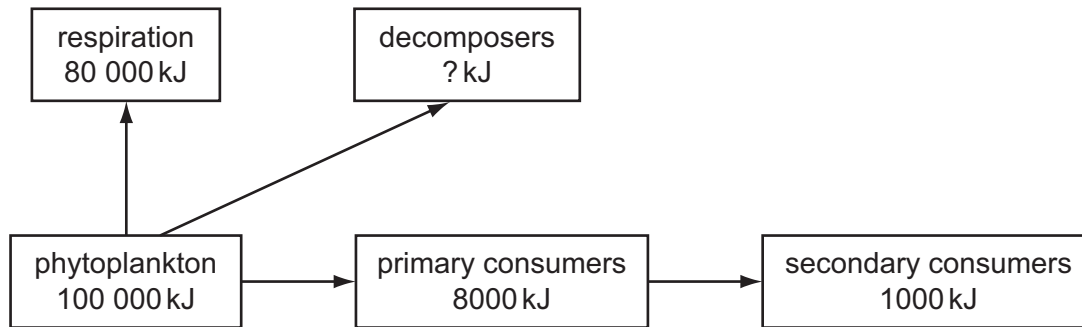 respiration
80 000 kJ
decomposers
? kJ
phytoplankton
100 000 kJ
primary consumers
8000 kJ
secondary consumers
1000 kJ